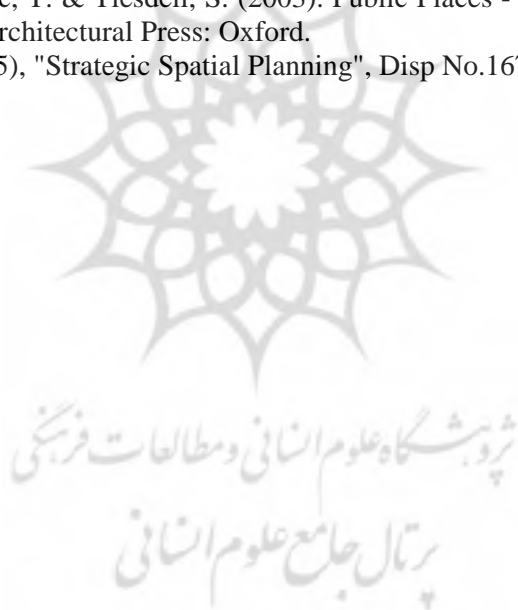 c, T. & Tiesdell, S. (2003). Public Places -
rchitectural Press: Oxford.
5), "Strategic Spatial Planning", Disp No.16
پژوهشگاه علوم انسانی و مطالعات فرهنگی
پرتال جامع علوم انسانی